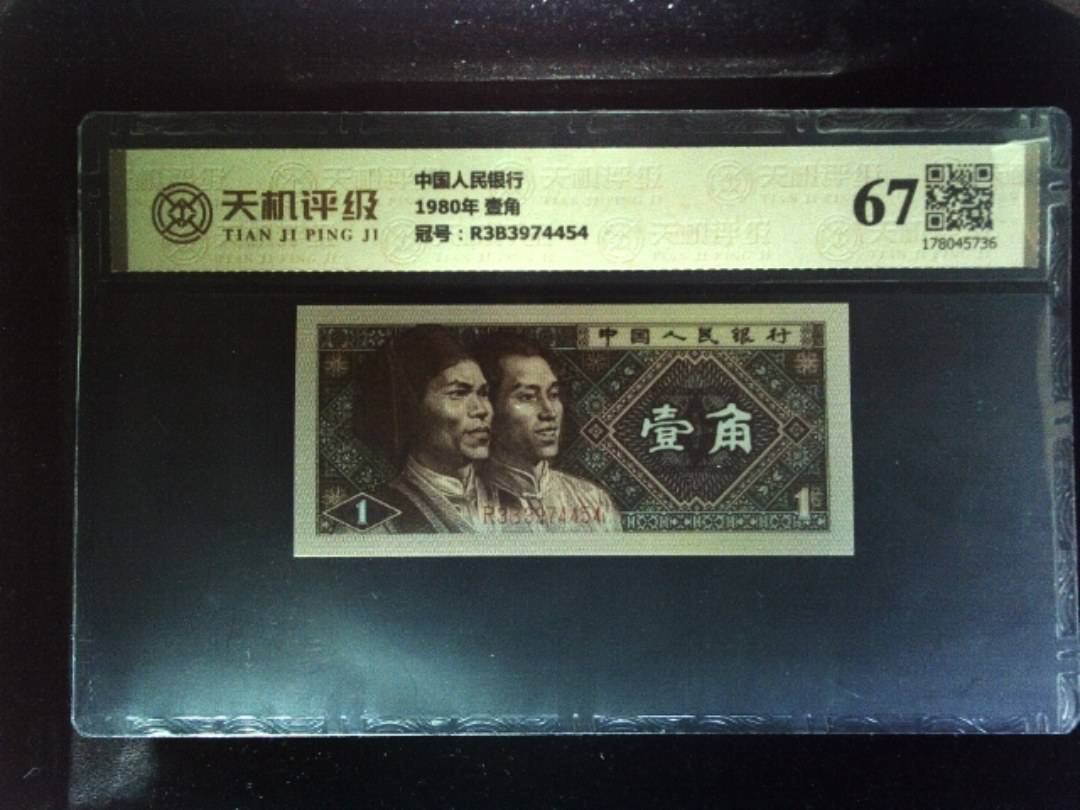 天机评级
TIAN JI PING JI
中国人民银行
1980年 壹角
冠号：R3B3974454
67
178045736
中国人民银行
壹角
1
R3B3974454
1